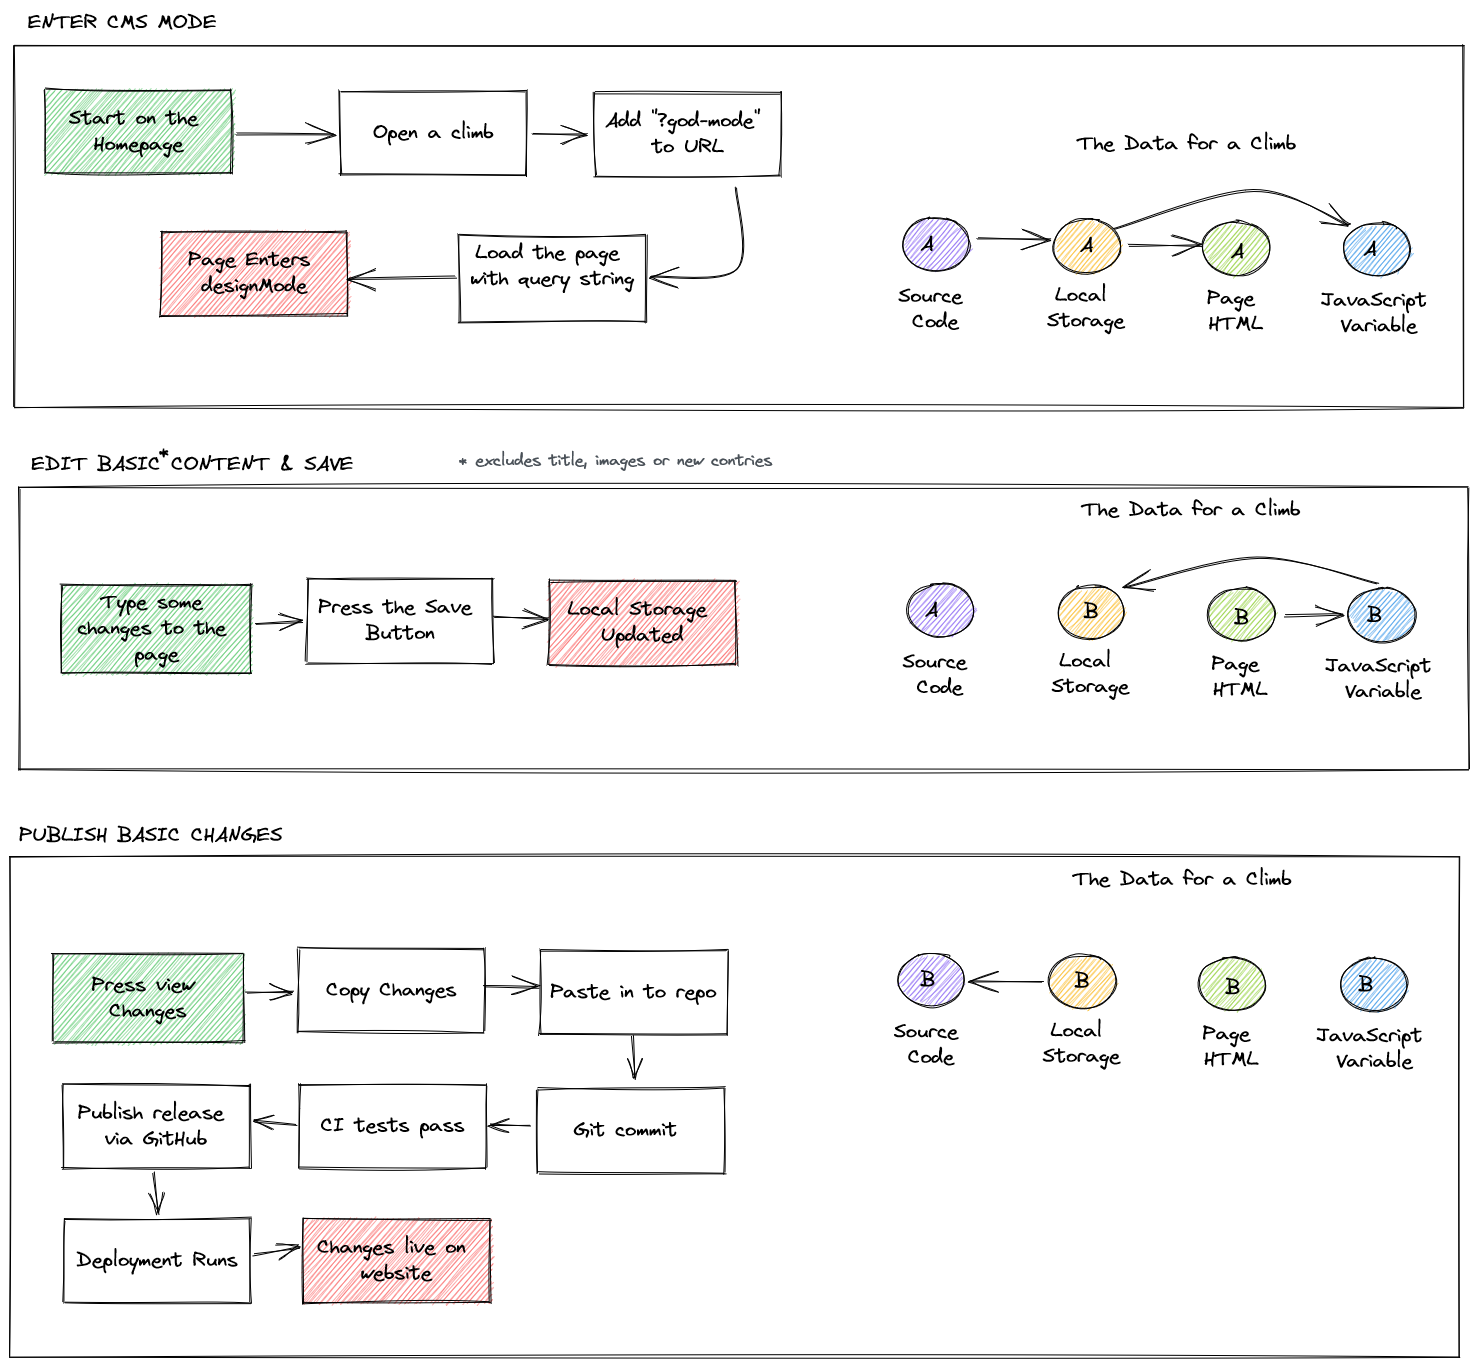 ENTER CMS MODE
Start on the
Homepage
Open a climb
Add "?god-mode"
to URL
Page Enters
designMode
Load the page
with query string
The Data for a Climb
A
A
A
A
Source
Code
Local
Storage
Page
HTML
JavaScript
Variable
EDIT BASIC* CONTENT & SAVE
* excludes title, images or new contries
Type some
changes to the
page
Press the Save
Button
Local Storage
Updated
The Data for a Climb
A
B
B
B
Source
Code
Local
Storage
Page
HTML
JavaScript
Variable
PUBLISH BASIC CHANGES
Press view
Changes
Copy Changes
Paste in to repo
Publish release
via GitHub
CI tests pass
Git commit
Deployment Runs
Changes live on
website
The Data for a Climb
B
B
B
B
Source
Code
Local
Storage
Page
HTML
JavaScript
Variable